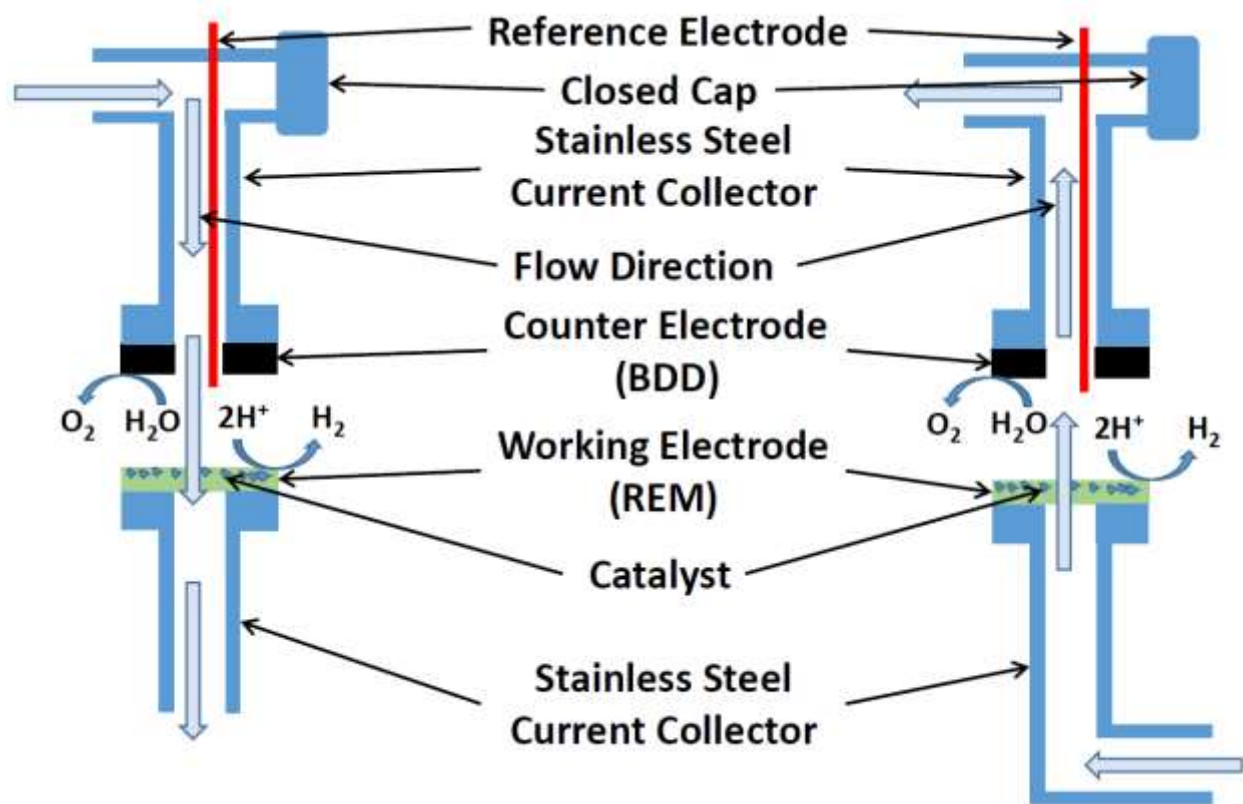 Reference Electrode
Closed Cap
Stainless Steel
Current Collector
Flow Direction
Counter Electrode
(BDD)
O₂ H₂O 2H⁺ H₂
O₂ H₂O 2H⁺ H₂
Working Electrode
(REM)
Catalyst
Stainless Steel
Current Collector